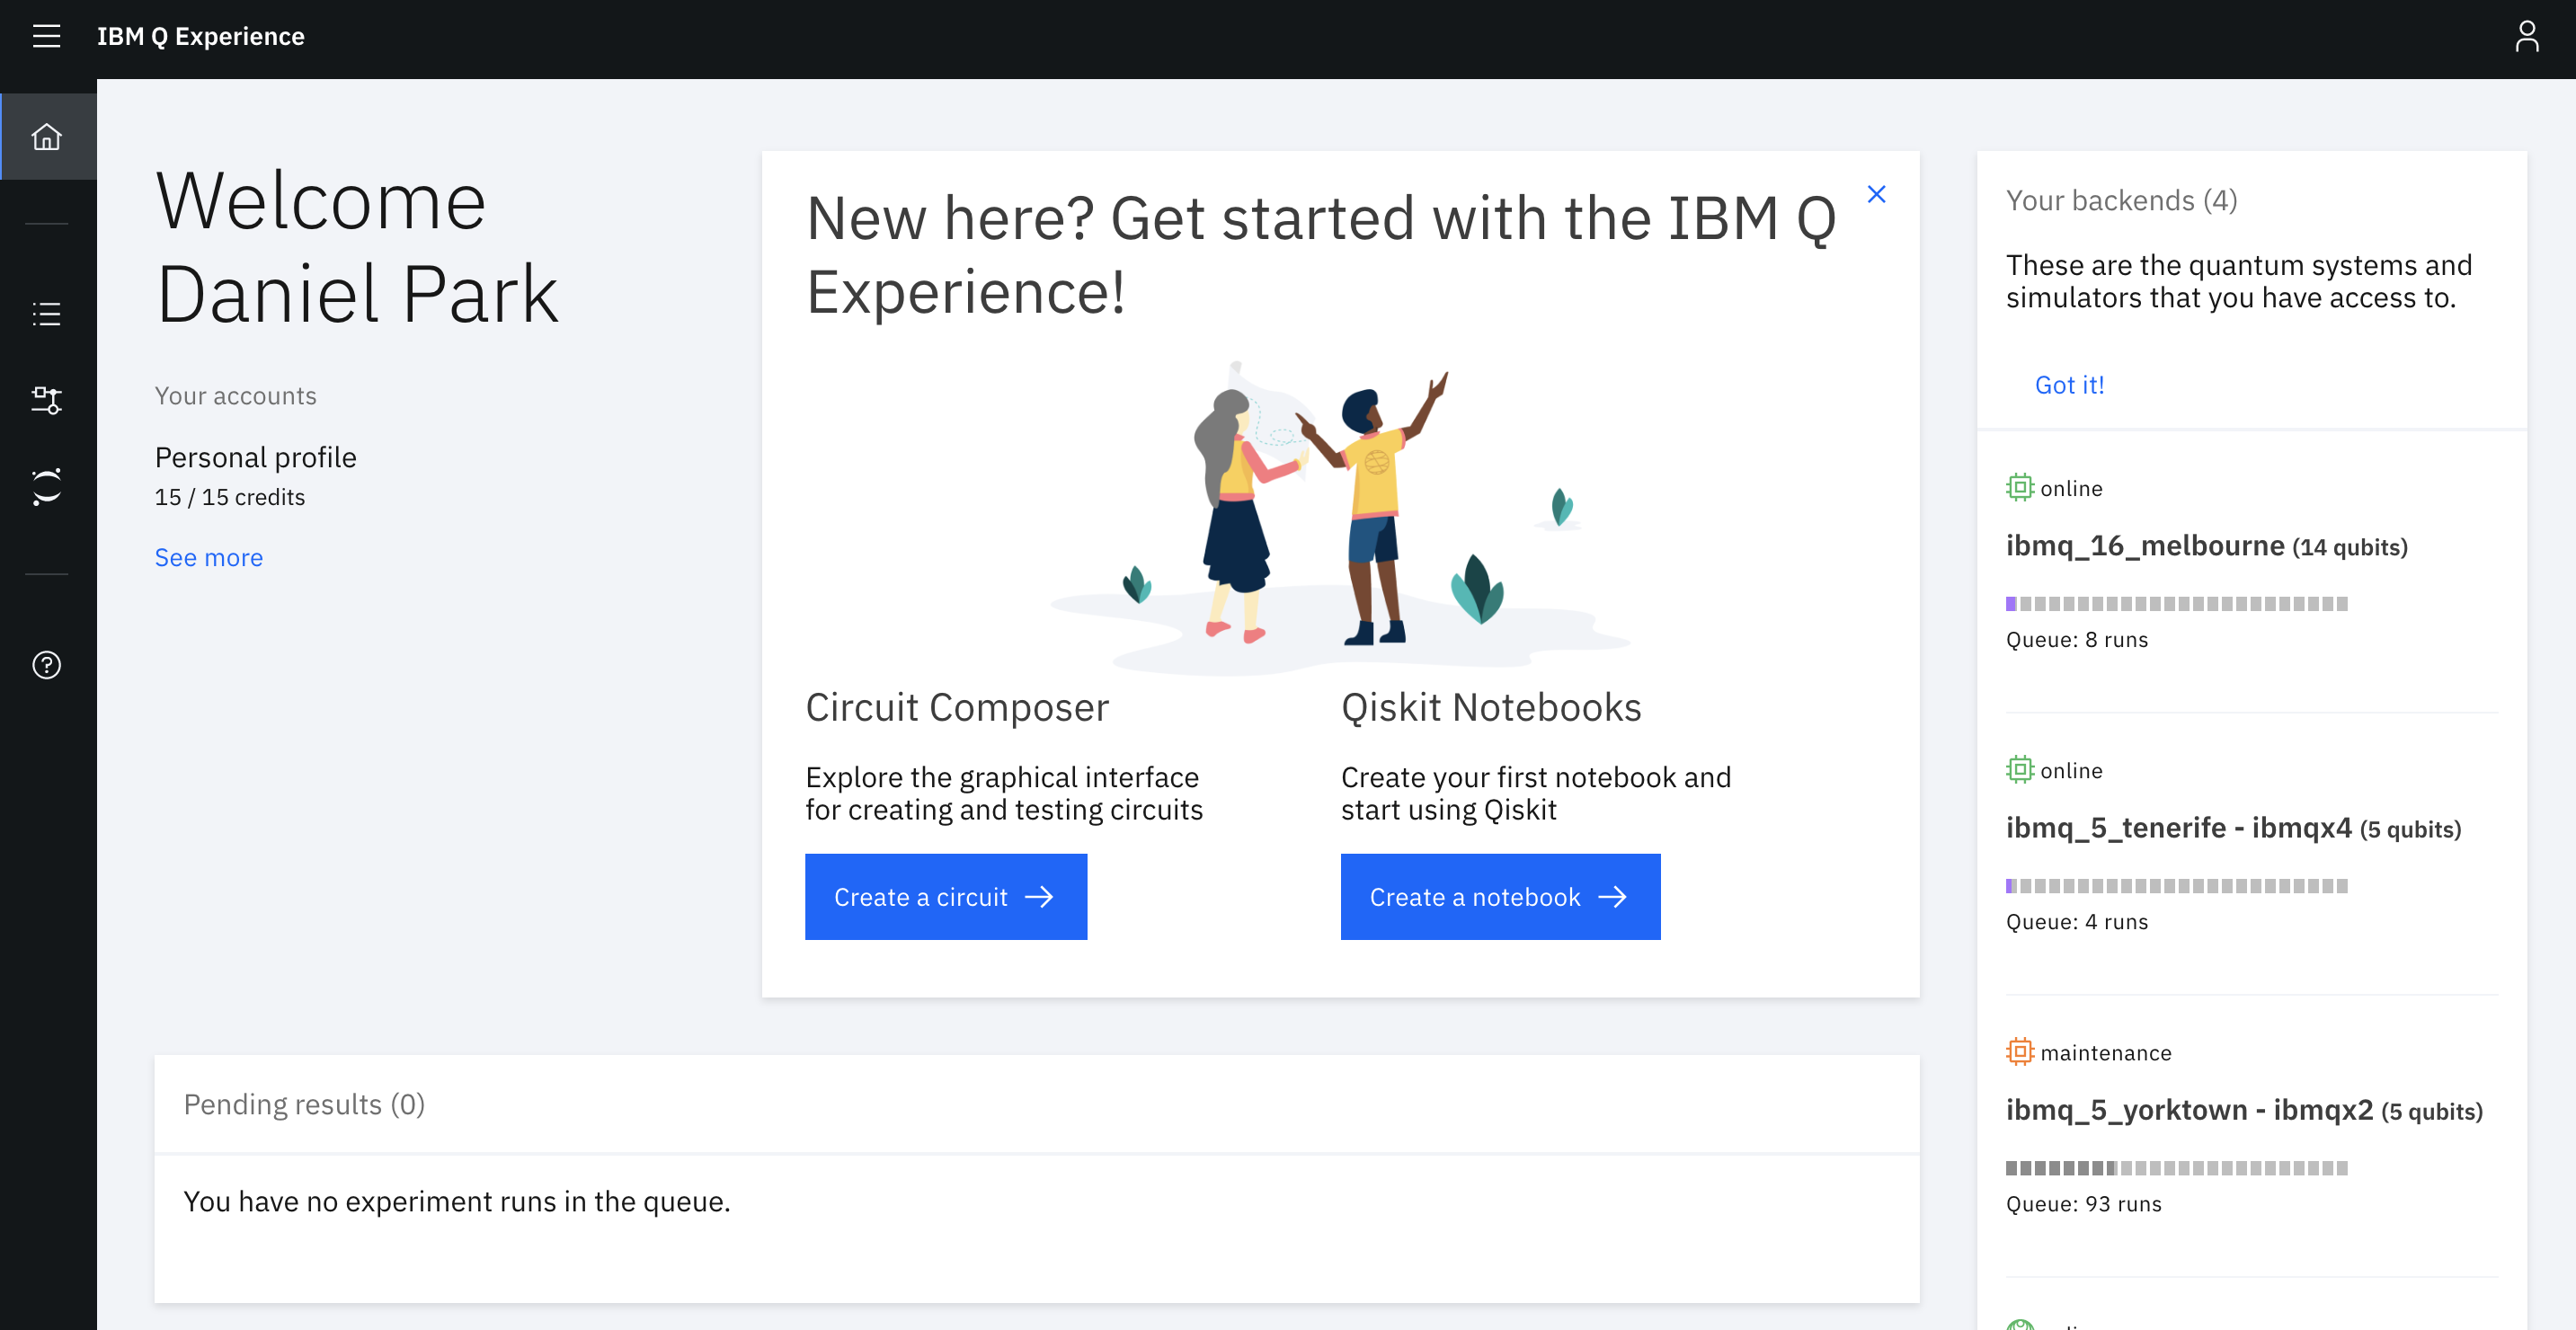 IBM Q Experience
Welcome
Daniel Park
Your accounts
Personal profile
15 / 15 credits
See more
New here? Get started with the IBM Q
Experience!
Circuit Composer
Explore the graphical interface
for creating and testing circuits
Create a circuit
Qiskit Notebooks
Create your first notebook and
start using Qiskit
Create a notebook
Pending results (0)
You have no experiment runs in the queue.
Your backends (4)
These are the quantum systems and
simulators that you have access to.
Got it!
online
ibmq_16_melbourne (14 qubits)
Queue: 8 runs
online
ibmq_5_tenerife - ibmqx4 (5 qubits)
Queue: 4 runs
maintenance
ibmq_5_yorktown - ibmqx2 (5 qubits)
Queue: 93 runs